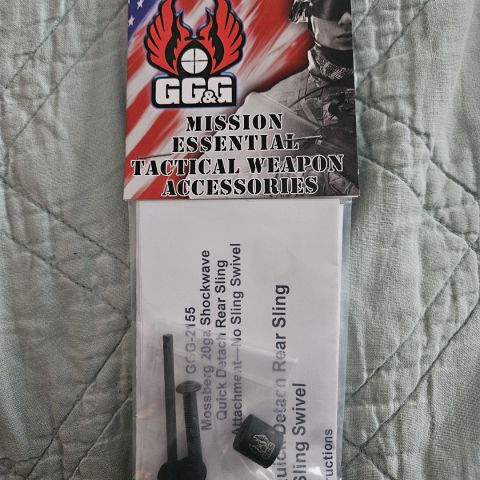 GG&G
MISSION
ESSENTIAL
TACTICAL WEAPON
ACCESSORIES
GGG-2155
Mossberg 20ga Shockwave
Quick Detach Rear Sling
Attachment—No Sling Swivel
Quick Detach Rear Sling
Sling Swivel